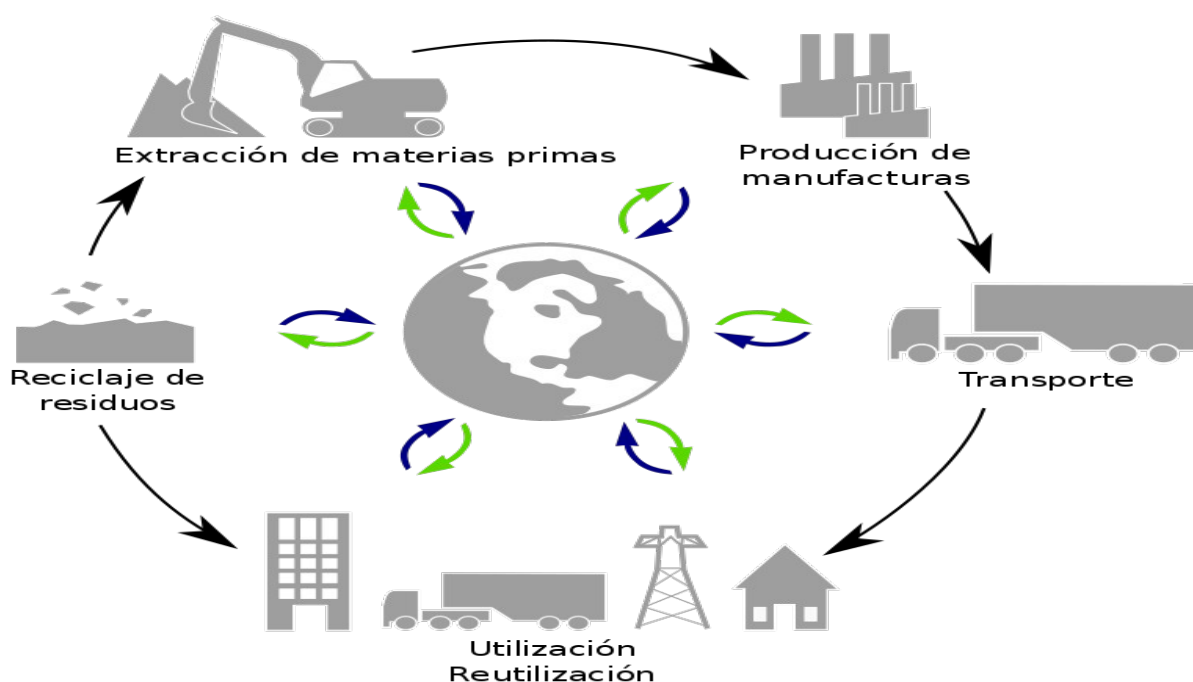 Extracción de materias primas
Producción de
manufacturas
Transporte
Reciclaje de
residuos
Utilización
Reutilización